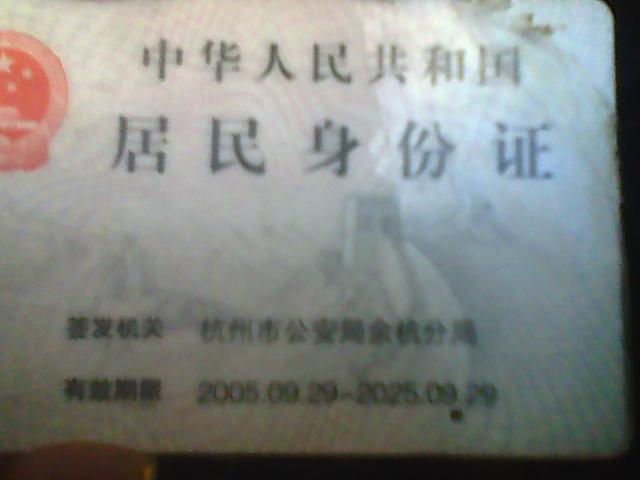 中华人民共和国
居民身份证
签发机关 杭州市公安局余杭分局
有效期限 2005.09.29-2025.09.29